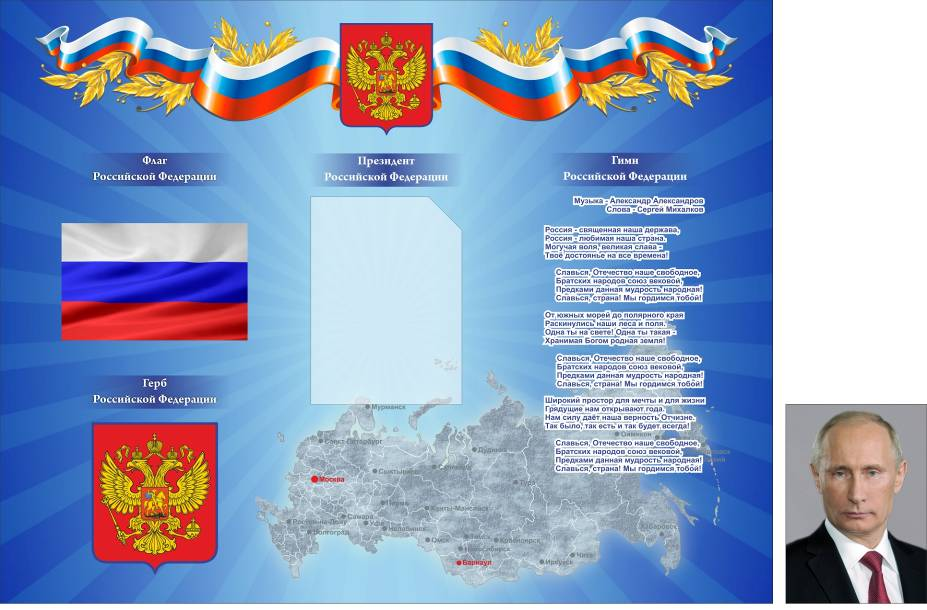 Флаг
Российской Федерации
Президент
Российской Федерации
Гимн
Российской Федерации
Музыка - Александр Александров
Слова - Сергей Михалков
Россия - священная наша держава,
Россия - любимая наша страна.
Могучая воля, великая слава -
Твоё достоянье на все времена!
Славься, Отечество наше свободное,
Братских народов союз вековой,
Предками данная мудрость народная!
Славься, страна! Мы гордимся тобой!
От южных морей до полярного края
Раскинулись наши леса и поля.
Одна ты на свете! Одна ты такая -
Хранимая Богом родная земля!
Славься, Отечество наше свободное,
Братских народов союз вековой,
Предками данная мудрость народная!
Славься, страна! Мы гордимся тобой!
Широкий простор для мечты и для жизни
Грядущие нам открывают года.
Нам силу даёт наша верность Отчизне.
Так было, так есть и так будет всегда!
Славься, Отечество наше свободное,
Братских народов союз вековой,
Предками данная мудрость народная!
Славься, страна! Мы гордимся тобой!
Герб
Российской Федерации
Мурманск
Санкт-Петербург
Дудинка
Сыктывкар
Москва
Пермь
Ханты-Мансийск
Самара
Уфа
Ростов-на-Дону
Челябинск
Волгоград
Хабаровск
Омск
Томск
Красноярск
Новосибирск
Чита
Барнаул
Иркутск